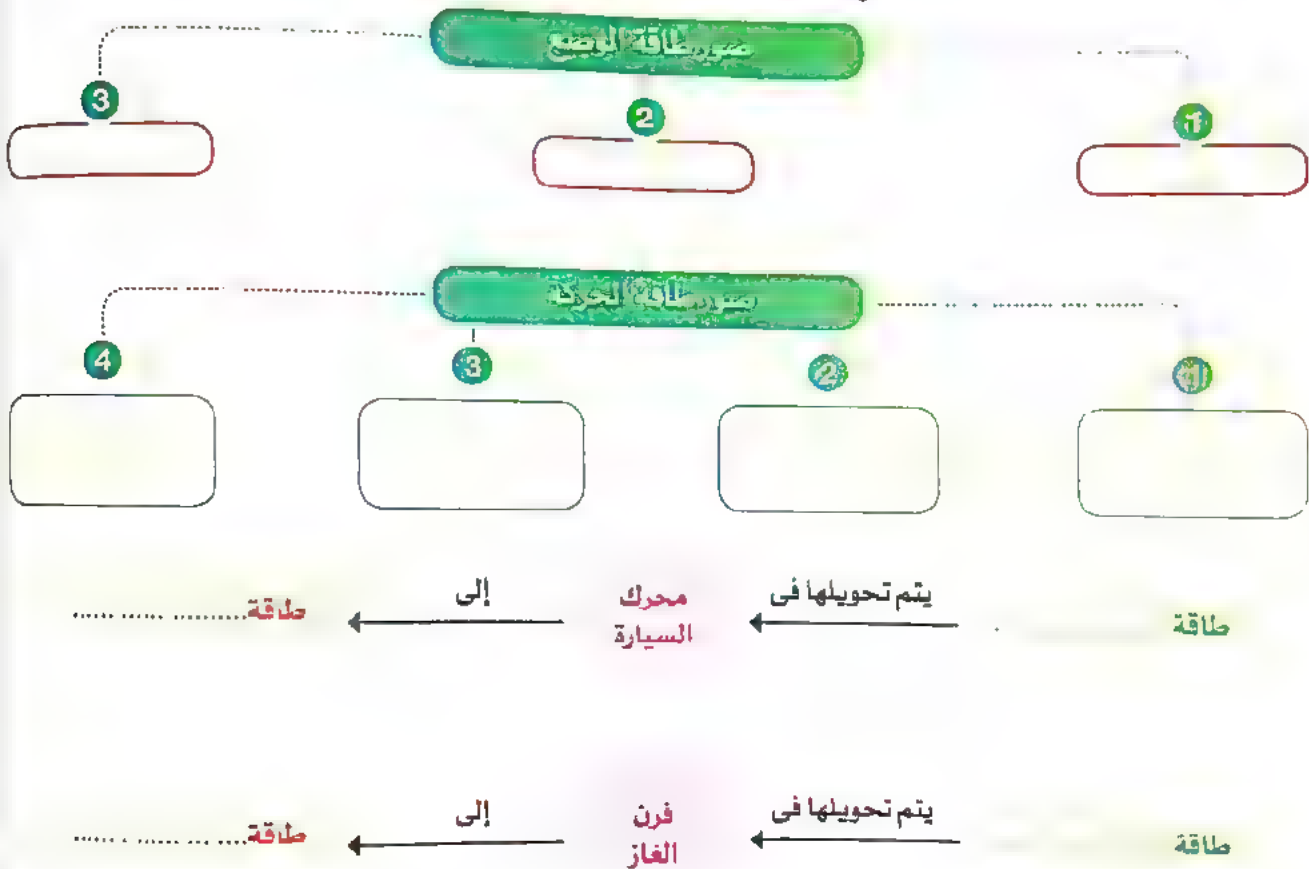 صور طاقة الوضع
1
2
3
صور طاقة الحركة
1
2
3
4
طاقة
يتم تحويلها فى
محرك
السيارة
إلى
طاقة..................
طاقة
يتم تحويلها فى
فرن
الغاز
إلى
طاقة..................